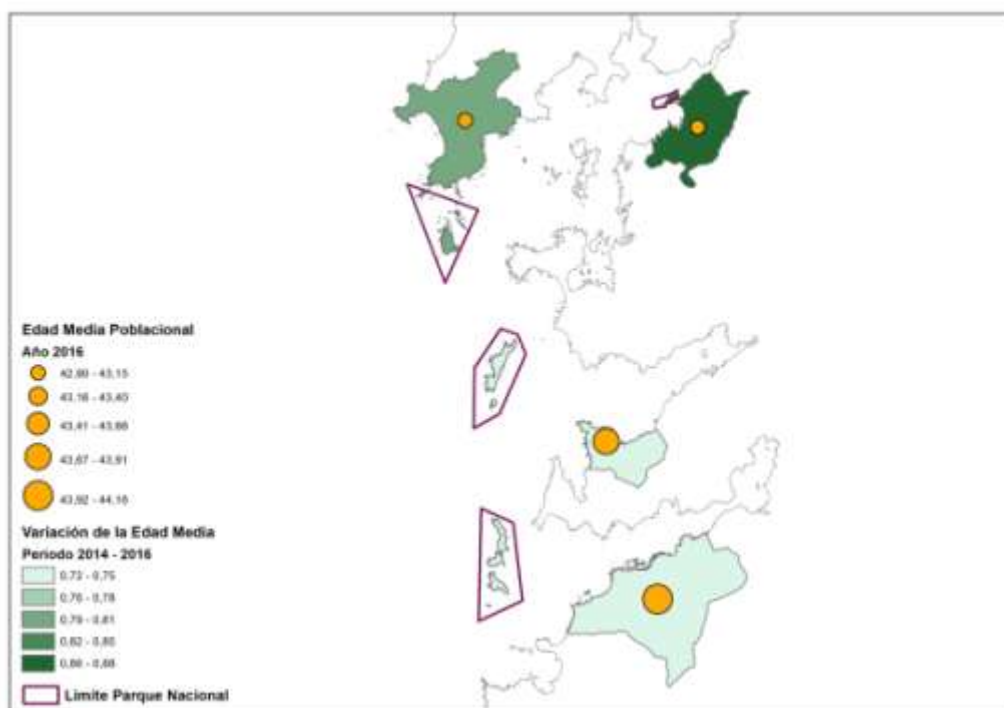 Edad Media Poblacional
Año 2016
42,90 - 43,15
43,16 - 43,40
43,41 - 43,66
43,67 - 43,91
43,92 - 44,16
Variación de la Edad Media
Periodo 2014 - 2016
0,73 - 0,75
0,76 - 0,78
0,79 - 0,81
0,82 - 0,85
0,86 - 0,88
Limite Parque Nacional